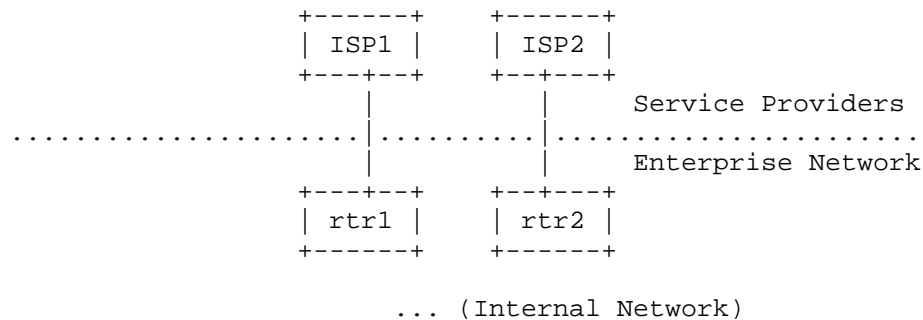 ISP1 ISP2
Service Providers
Enterprise Network
rtr1 rtr2
... (Internal Network)